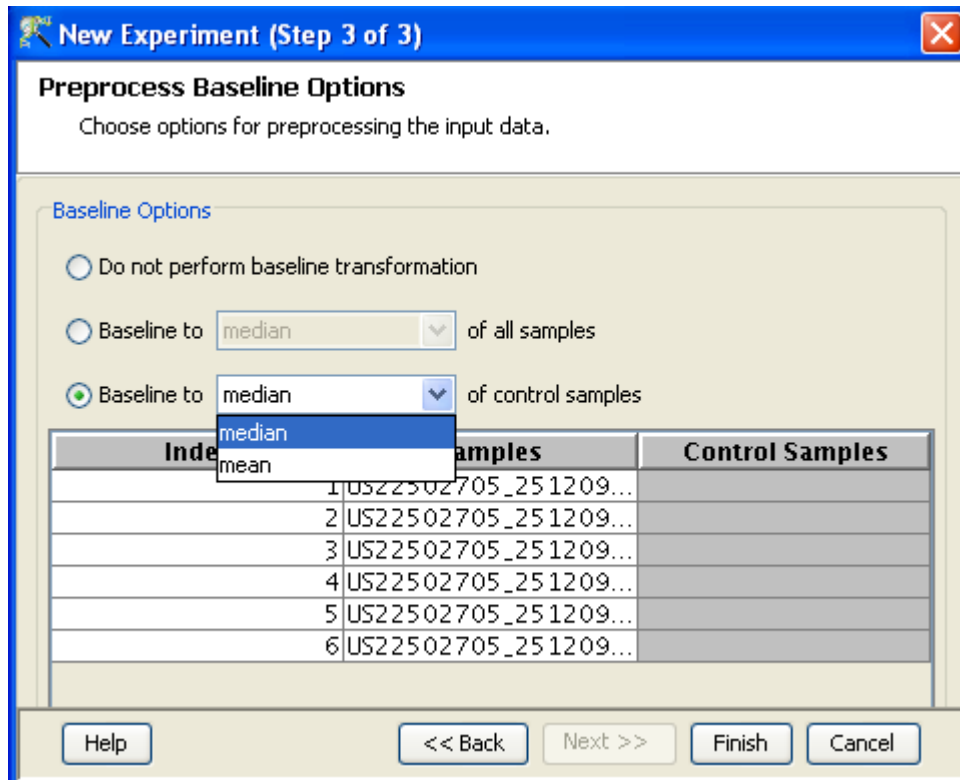 New Experiment (Step 3 of 3)
Preprocess Baseline Options
Choose options for preprocessing the input data.
Baseline Options
Do not perform baseline transformation
Baseline to median of all samples
Baseline to median of control samples
median
mean
Inde amples Control Samples
1 US22502705_251209...
2 US22502705_251209...
3 US22502705_251209...
4 US22502705_251209...
5 US22502705_251209...
6 US22502705_251209...
Help << Back Next >> Finish Cancel